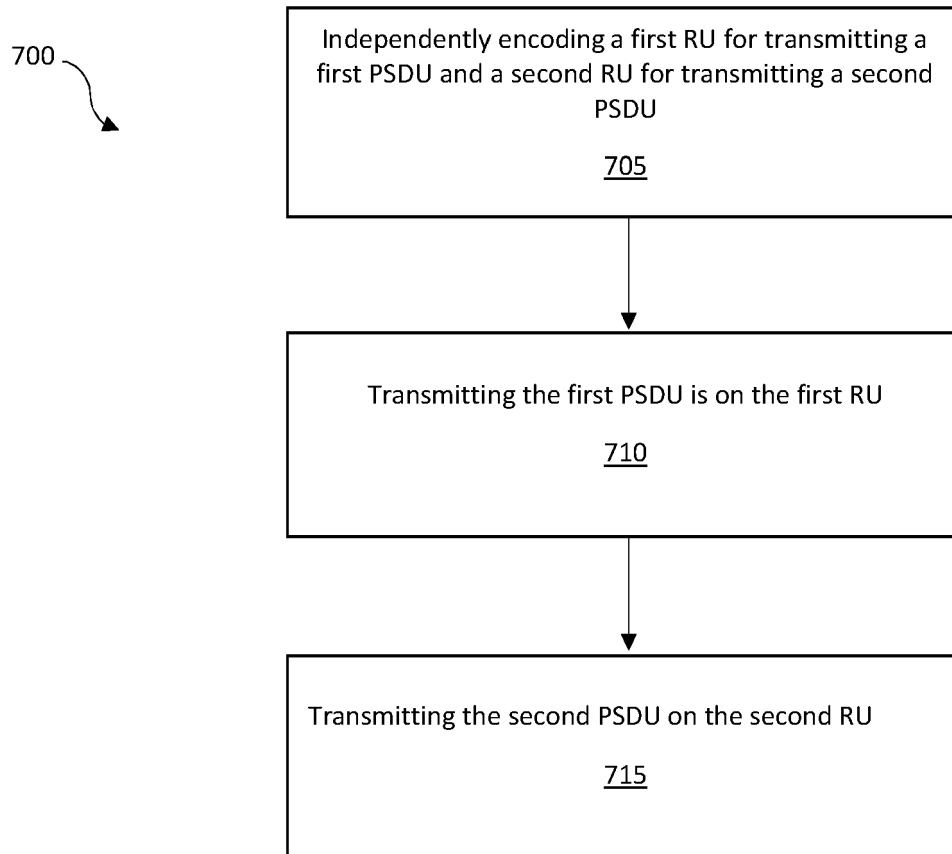 700
Independently encoding a first RU for transmitting a
first PSDU and a second RU for transmitting a second
PSDU
705
Transmitting the first PSDU is on the first RU
710
Transmitting the second PSDU on the second RU
715